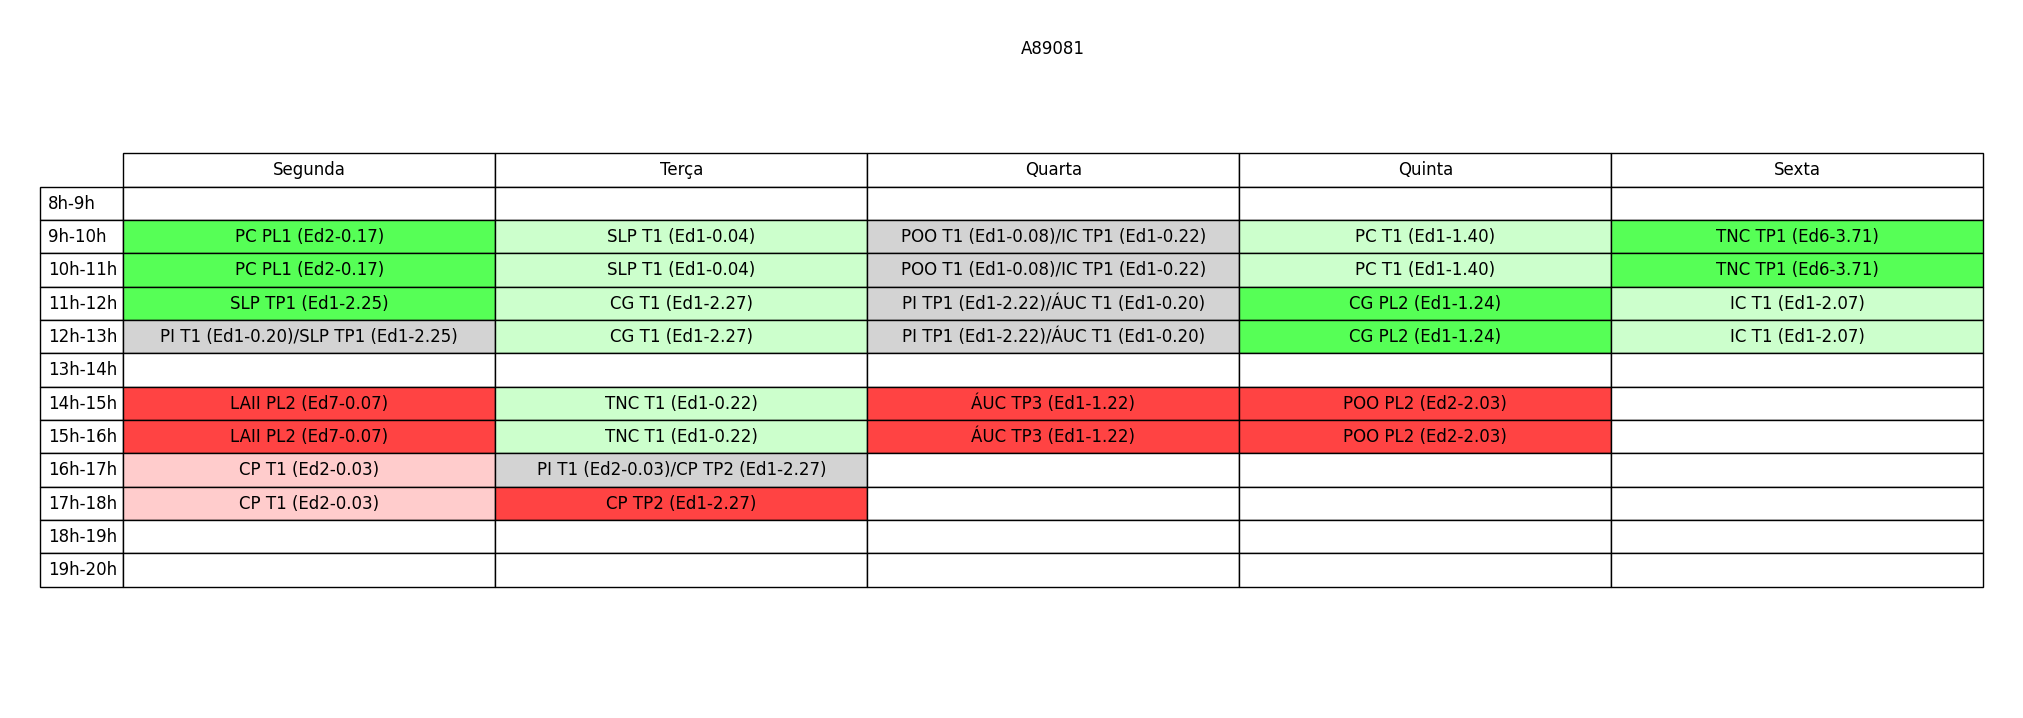 A89081
Segunda Terça Quarta Quinta Sexta
8h-9h
9h-10h PC PL1 (Ed2-0.17) SLP T1 (Ed1-0.04) POO T1 (Ed1-0.08)/IC TP1 (Ed1-0.22) PC T1 (Ed1-1.40) TNC TP1 (Ed6-3.71)
10h-11h PC PL1 (Ed2-0.17) SLP T1 (Ed1-0.04) POO T1 (Ed1-0.08)/IC TP1 (Ed1-0.22) PC T1 (Ed1-1.40) TNC TP1 (Ed6-3.71)
11h-12h SLP TP1 (Ed1-2.25) CG T1 (Ed1-2.27) PI TP1 (Ed1-2.22)/ÁUC T1 (Ed1-0.20) CG PL2 (Ed1-1.24) IC T1 (Ed1-2.07)
12h-13h PI T1 (Ed1-0.20)/SLP TP1 (Ed1-2.25) CG T1 (Ed1-2.27) PI TP1 (Ed1-2.22)/ÁUC T1 (Ed1-0.20) CG PL2 (Ed1-1.24) IC T1 (Ed1-2.07)
13h-14h
14h-15h LAII PL2 (Ed7-0.07) TNC T1 (Ed1-0.22) ÁUC TP3 (Ed1-1.22) POO PL2 (Ed2-2.03)
15h-16h LAII PL2 (Ed7-0.07) TNC T1 (Ed1-0.22) ÁUC TP3 (Ed1-1.22) POO PL2 (Ed2-2.03)
16h-17h CP T1 (Ed2-0.03) PI T1 (Ed2-0.03)/CP TP2 (Ed1-2.27)
17h-18h CP T1 (Ed2-0.03) CP TP2 (Ed1-2.27)
18h-19h
19h-20h